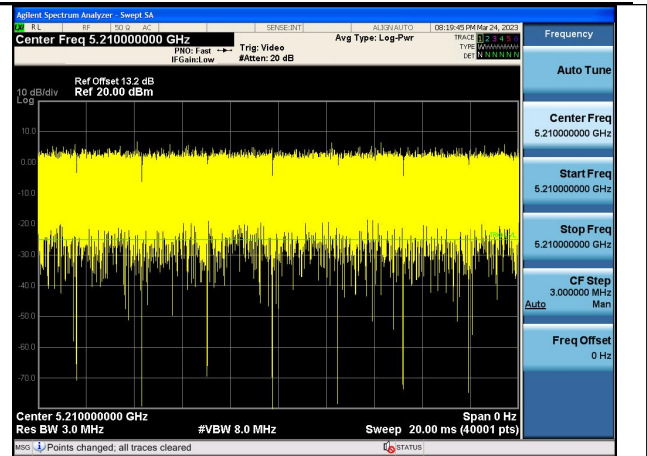 Agilent Spectrum Analyzer - Swept SA
RL RF 50 Ω AC SENSE:INT ALIGN AUTO 08:19:45 PM Mar 24, 2023
Center Freq 5.210000000 GHz
PNO: Fast
IFGain:Low
Trig: Video
#Atten: 20 dB
Avg Type: Log-Pwr
TRACE 1 2 3 4 5 6
TYPE
DET N N N N N N
Ref Offset 13.2 dB
Ref 20.00 dBm
10 dB/div
Log
10.0
0.00
-10.0
-20.0
-30.0
-40.0
-50.0
-60.0
-70.0
Center 5.210000000 GHz
Span 0 Hz
Res BW 3.0 MHz
#VBW 8.0 MHz
Sweep 20.00 ms (40001 pts)
MSG Points changed; all traces cleared
STATUS
Frequency
Auto Tune
Center Freq
5.210000000 GHz
Start Freq
5.210000000 GHz
Stop Freq
5.210000000 GHz
CF Step
3.000000 MHz
Auto Man
Freq Offset
0 Hz